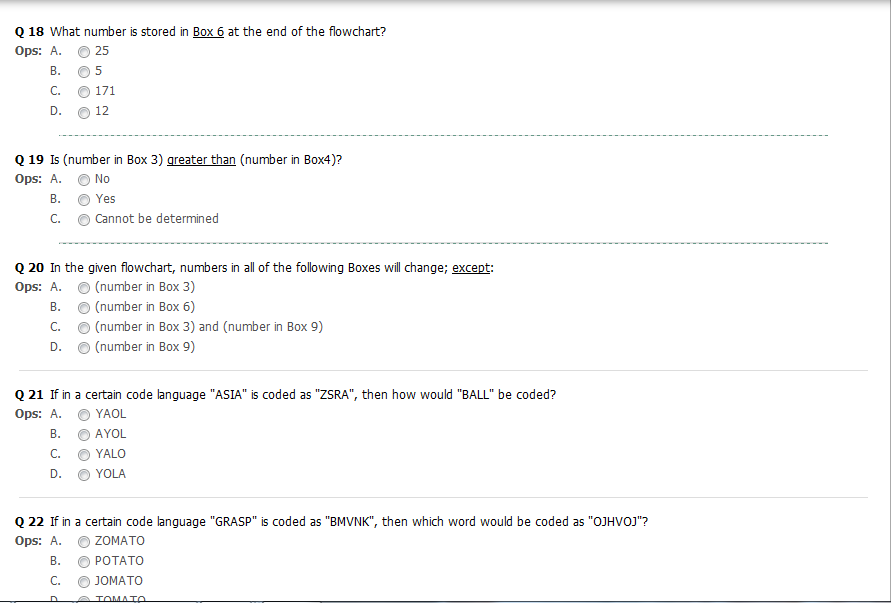 Q 18 What number is stored in Box 6 at the end of the flowchart?
Ops: A. 25
B. 5
C. 171
D. 12
Q 19 Is (number in Box 3) greater than (number in Box4)?
Ops: A. No
B. Yes
C. Cannot be determined
Q 20 In the given flowchart, numbers in all of the following Boxes will change; except:
Ops: A. (number in Box 3)
B. (number in Box 6)
C. (number in Box 3) and (number in Box 9)
D. (number in Box 9)
Q 21 If in a certain code language "ASIA" is coded as "ZSRA", then how would "BALL" be coded?
Ops: A. YAOL
B. AYOL
C. YALO
D. YOLA
Q 22 If in a certain code language "GRASP" is coded as "BMVNK", then which word would be coded as "OJHVOJ"?
Ops: A. ZOMATO
B. POTATO
C. JOMATO
D. TOMATO